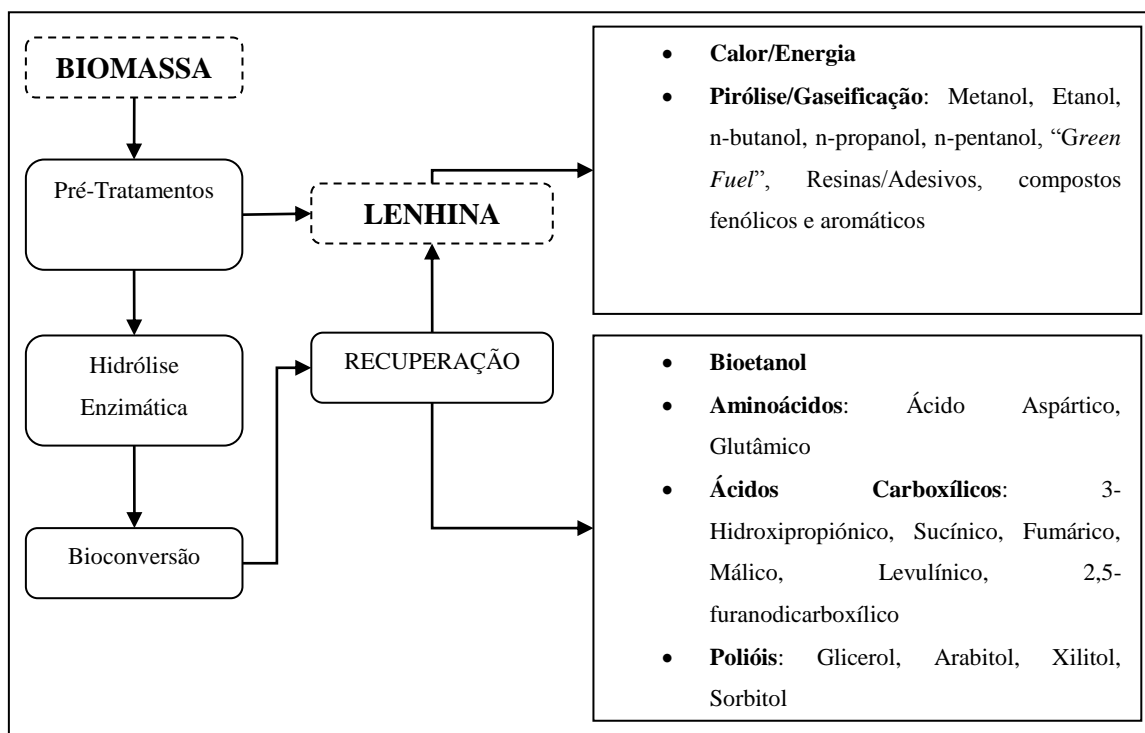 BIOMASSA
Pré-Tratamentos
Hidrólise
Enzimática
Bioconversão
LENHINA
RECUPERAÇÃO
• Calor/Energia
• Pirólise/Gaseificação: Metanol, Etanol,
n-butanol, n-propanol, n-pentanol, “Green
Fuel”, Resinas/Adesivos, compostos
fenólicos e aromáticos
• Bioetanol
• Aminoácidos: Ácido Aspártico,
Glutâmico
• Ácidos Carboxílicos: 3-
Hidroxipropiónico, Sucínico, Fumárico,
Málico, Levulínico, 2,5-
furanodicarboxílico
• Polióis: Glicerol, Arabitol, Xilitol,
Sorbitol